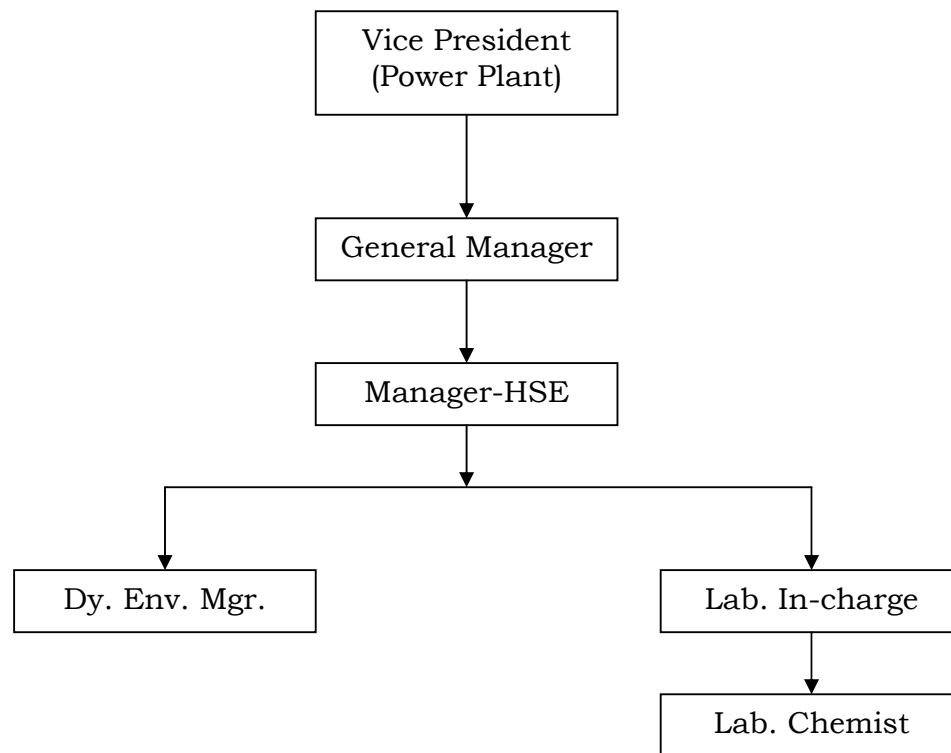 Vice President
(Power Plant)
General Manager
Manager-HSE
Dy. Env. Mgr.
Lab. In-charge
Lab. Chemist